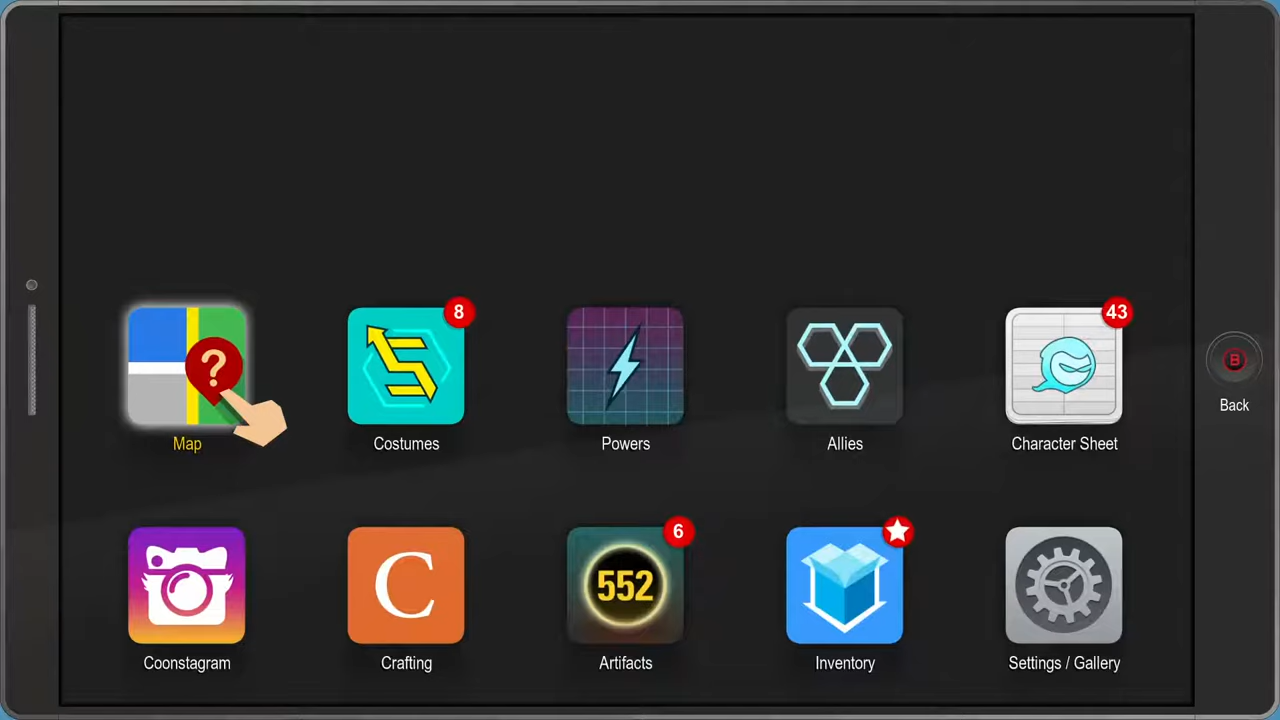 8
43
?
B
Back
Map
Costumes
Powers
Allies
Character Sheet
6
C
552
Coonstagram
Crafting
Artifacts
Inventory
Settings / Gallery